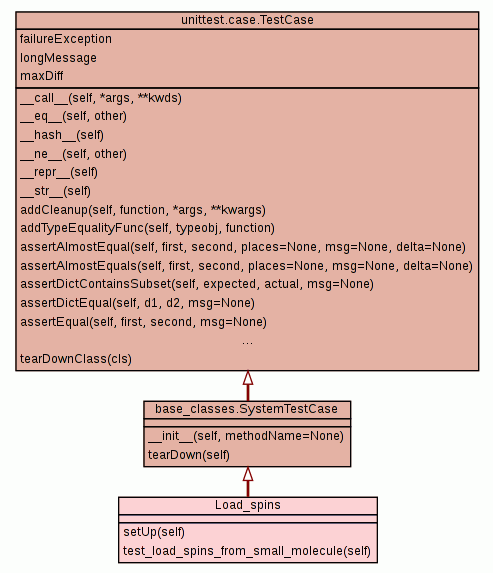 unittest.case.TestCase
failureException
longMessage
maxDiff
__call__(self, *args, **kwds)
__eq__(self, other)
__hash__(self)
__ne__(self, other)
__repr__(self)
__str__(self)
addCleanup(self, function, *args, **kwargs)
addTypeEqualityFunc(self, typeobj, function)
assertAlmostEqual(self, first, second, places=None, msg=None, delta=None)
assertAlmostEquals(self, first, second, places=None, msg=None, delta=None)
assertDictContainsSubset(self, expected, actual, msg=None)
assertDictEqual(self, d1, d2, msg=None)
assertEqual(self, first, second, msg=None)
...
tearDownClass(cls)
base_classes.SystemTestCase
__init__(self, methodName=None)
tearDown(self)
Load_spins
setUp(self)
test_load_spins_from_small_molecule(self)